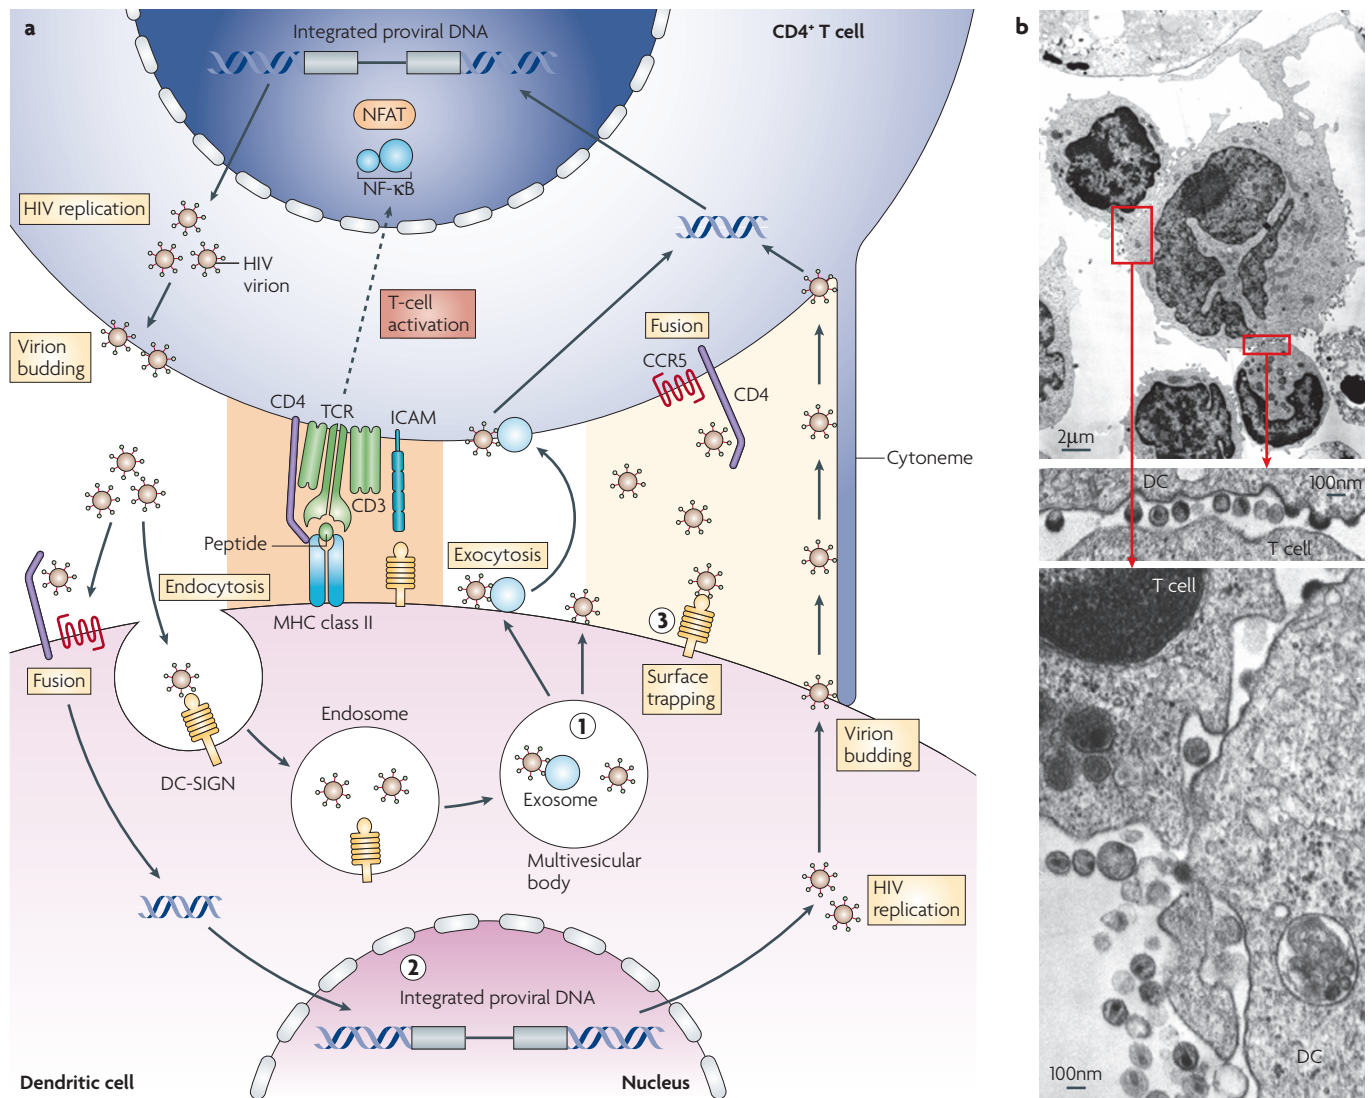 a
Integrated proviral DNA
CD4⁺ T cell
NFAT
NF-κB
HIV replication
HIV
virion
T-cell
activation
Virion
budding
Fusion
CCR5
CD4
CD4
TCR
ICAM
CD3
Cytoneme
Peptide
Exocytosis
Endocytosis
MHC class II
3
Fusion
Surface
trapping
Endosome
1
Virion
budding
DC-SIGN
Exosome
Multivesicular
body
HIV
replication
2
Integrated proviral DNA
Dendritic cell
Nucleus
b
2μm
DC
100nm
T cell
T cell
DC
100nm